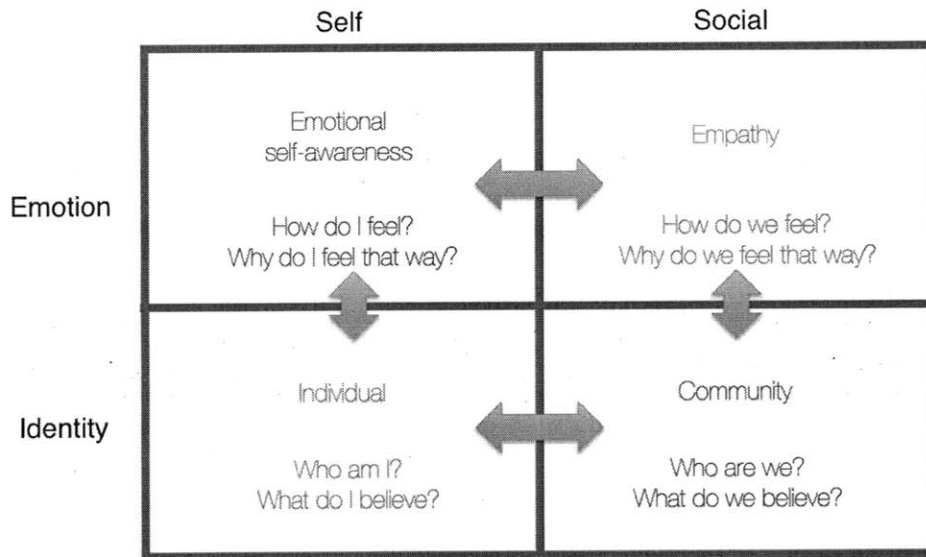 Self
Social
Emotion
Emotional
self-awareness
How do I feel?
Why do I feel that way?
Empathy
How do we feel?
Why do we feel that way?
Identity
Individual
Who am I?
What do I believe?
Community
Who are we?
What do we believe?